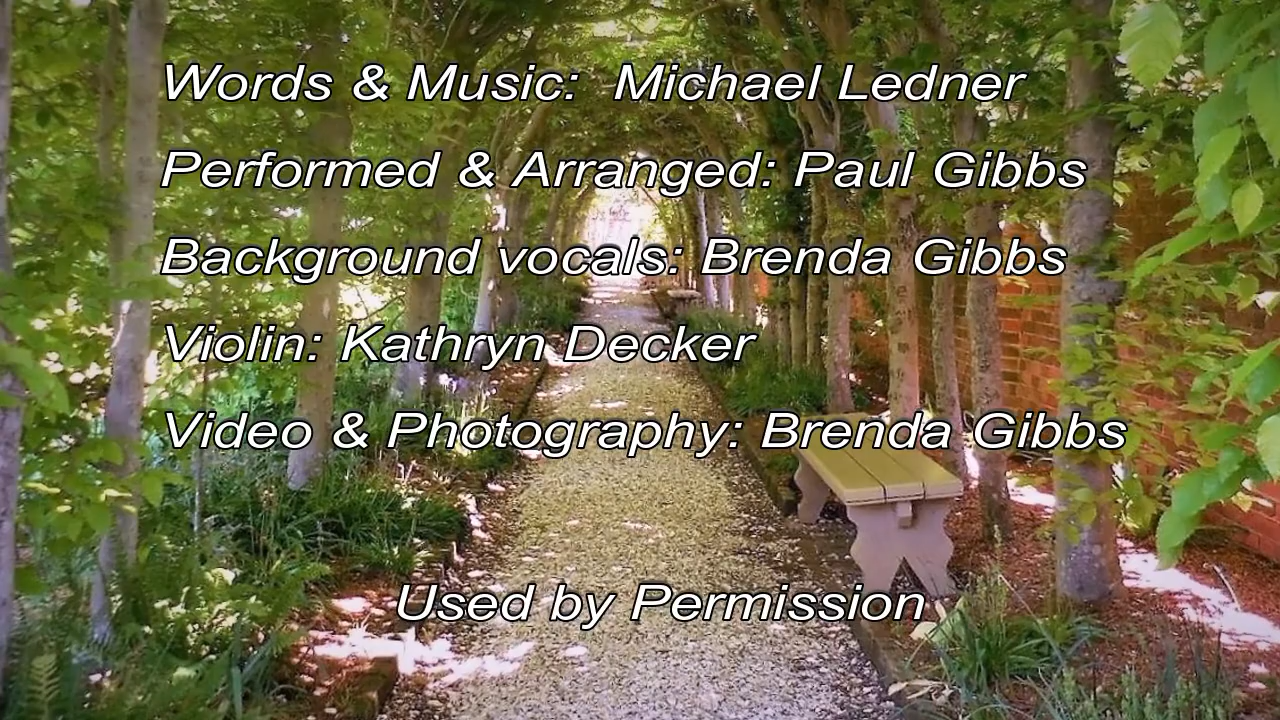 Words & Music:  Michael Ledner
Performed & Arranged: Paul Gibbs
Background vocals: Brenda Gibbs
Violin: Kathryn Decker
Video & Photography: Brenda Gibbs
Used by Permission